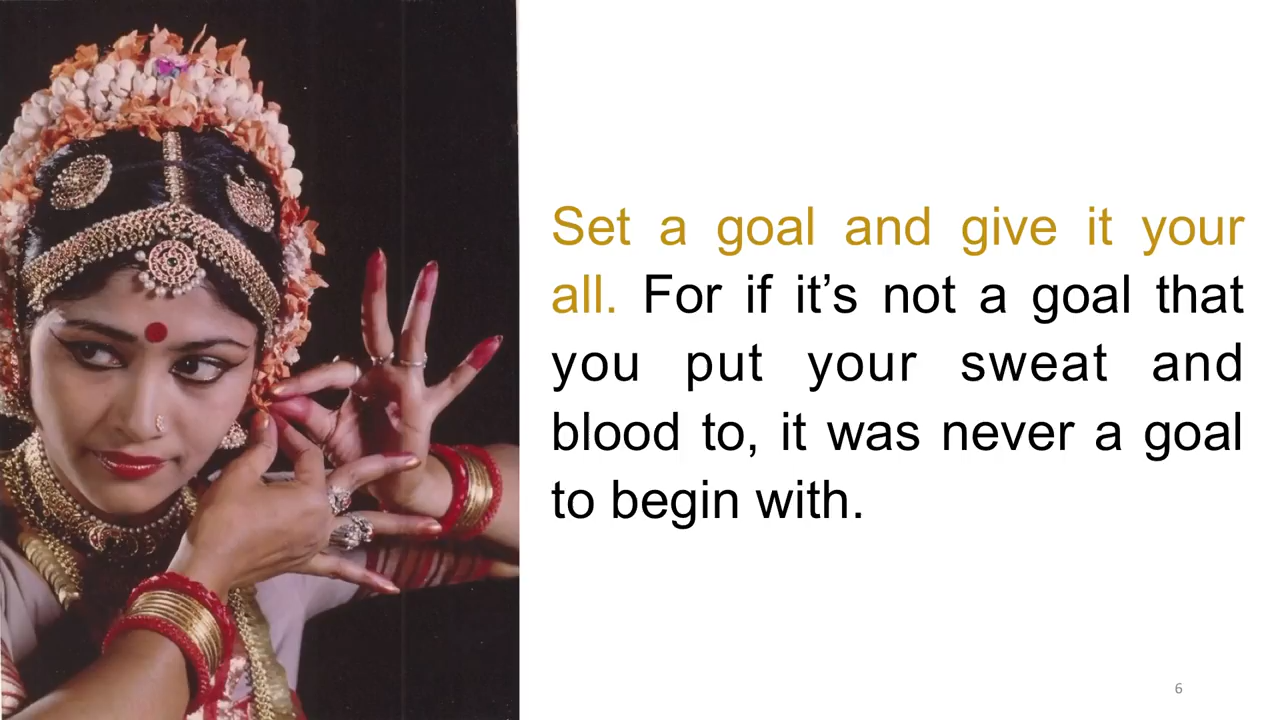 Set a goal and give it your
all. For if it’s not a goal that
you put your sweat and
blood to, it was never a goal
to begin with.
6